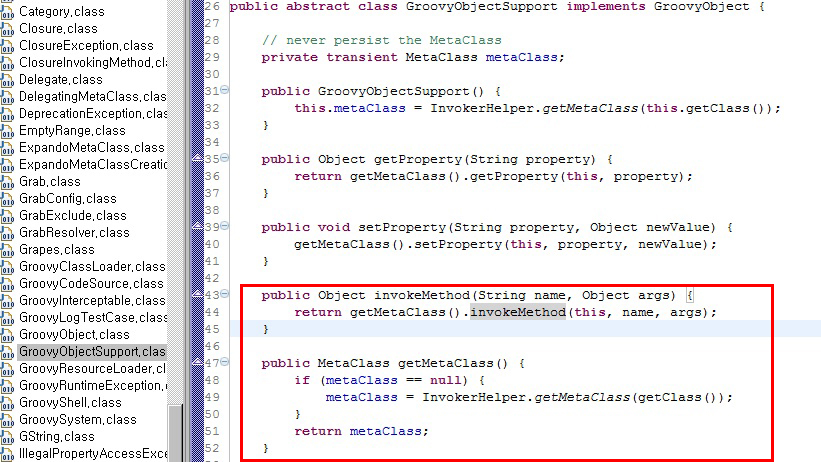 Category,class
Closure,class
ClosureException,class
ClosureInvokingMethod,cl
Delegate,class
DelegatingMetaClass,clas
DeprecationException,clas
EmptyRange,class
ExpandoMetaClass,class
ExpandoMetaClassCreatio
Grab,class
GrabConfig,class
GrabExclude,class
GrabResolver,class
Grapes,class
GroovyClassLoader,class
GroovyCodeSource,class
GroovyInterceptable,class
GroovyLogTestCase,class
GroovyObject,class
GroovyObjectSupport,class
GroovyResourceLoader,cl
GroovyRuntimeException,
GroovyShell,class
GroovySystem,class
GString,class
IllegalPropertyAccessExce
26 public abstract class GroovyObjectSupport implements GroovyObject {
27
28 // never persist the MetaClass
29 private transient MetaClass metaClass;
30
31 public GroovyObjectSupport() {
32 this.metaClass = InvokerHelper.getMetaClass(this.getClass());
33 }
34
35 public Object getProperty(String property) {
36 return getMetaClass().getProperty(this, property);
37 }
38
39 public void setProperty(String property, Object newValue) {
40 getMetaClass().setProperty(this, property, newValue);
41 }
42
43 public Object invokeMethod(String name, Object args) {
44 return getMetaClass().invokeMethod(this, name, args);
45 }
46
47 public MetaClass getMetaClass() {
48 if (metaClass == null) {
49 metaClass = InvokerHelper.getMetaClass(getClass());
50 }
51 return metaClass;
52 }